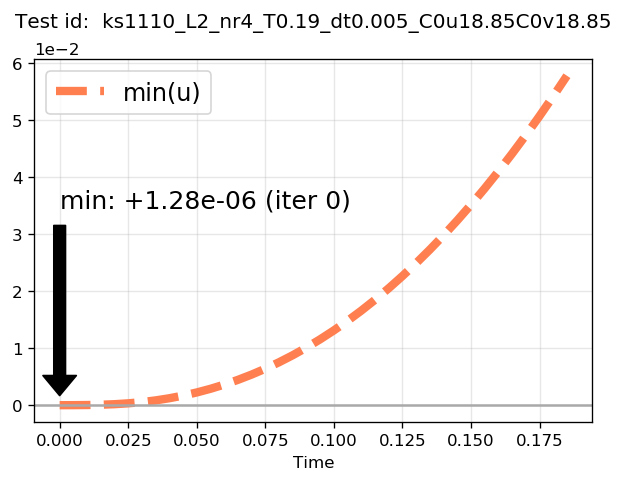 Test id:  ks1110_L2_nr4_T0.19_dt0.005_C0u18.85C0v18.85
1e−2
6
min(u)
5
4
min: +1.28e-06 (iter 0)
3
2
1
0
0.000 0.025 0.050 0.075 0.100 0.125 0.150 0.175
Time